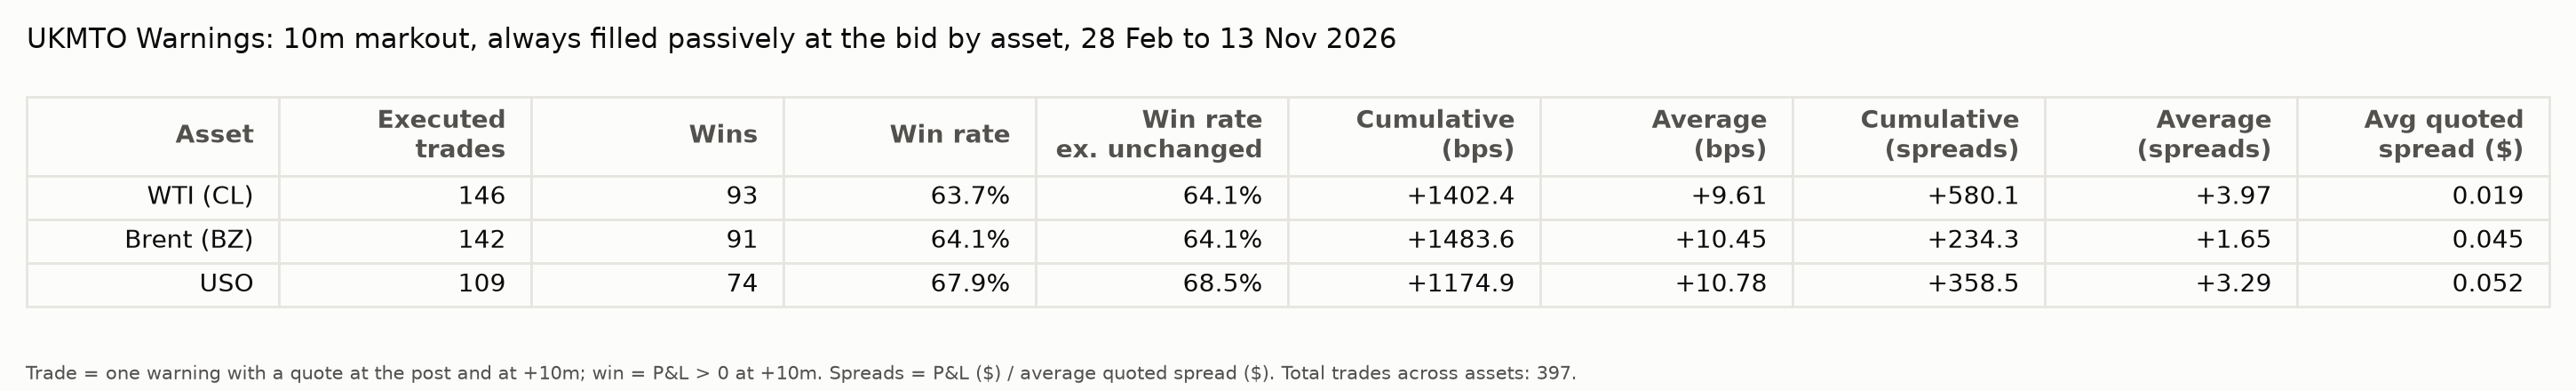 UKMTO Warnings: 10m markout, always filled passively at the bid by asset, 28 Feb to 13 Nov 2026
Asset Executed trades Wins Win rate Win rate ex. unchanged Cumulative (bps) Average (bps) Cumulative (spreads) Average (spreads) Avg quoted spread ($)
WTI (CL) 146 93 63.7% 64.1% +1402.4 +9.61 +580.1 +3.97 0.019
Brent (BZ) 142 91 64.1% 64.1% +1483.6 +10.45 +234.3 +1.65 0.045
USO 109 74 67.9% 68.5% +1174.9 +10.78 +358.5 +3.29 0.052
Trade = one warning with a quote at the post and at +10m; win = P&L > 0 at +10m. Spreads = P&L ($) / average quoted spread ($). Total trades across assets: 397.